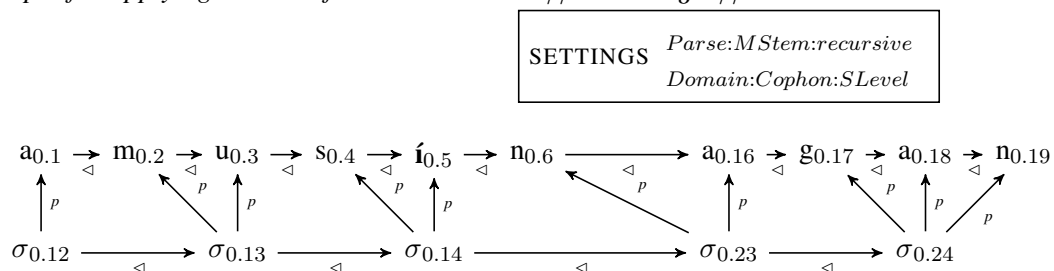 applying
SETTINGS Parse:MStem:recursive
Domain:Cophon:SLevel
a0.1 m0.2 u0.3 s0.4 í0.5 n0.6 a0.16 g0.17 a0.18 n0.19
◁ ◁ ◁ ◁ ◁ ◁ ◁ ◁ ◁
p p p p p p p p p p
σ0.12 σ0.13 σ0.14 σ0.23 σ0.24
◁ ◁ ◁ ◁